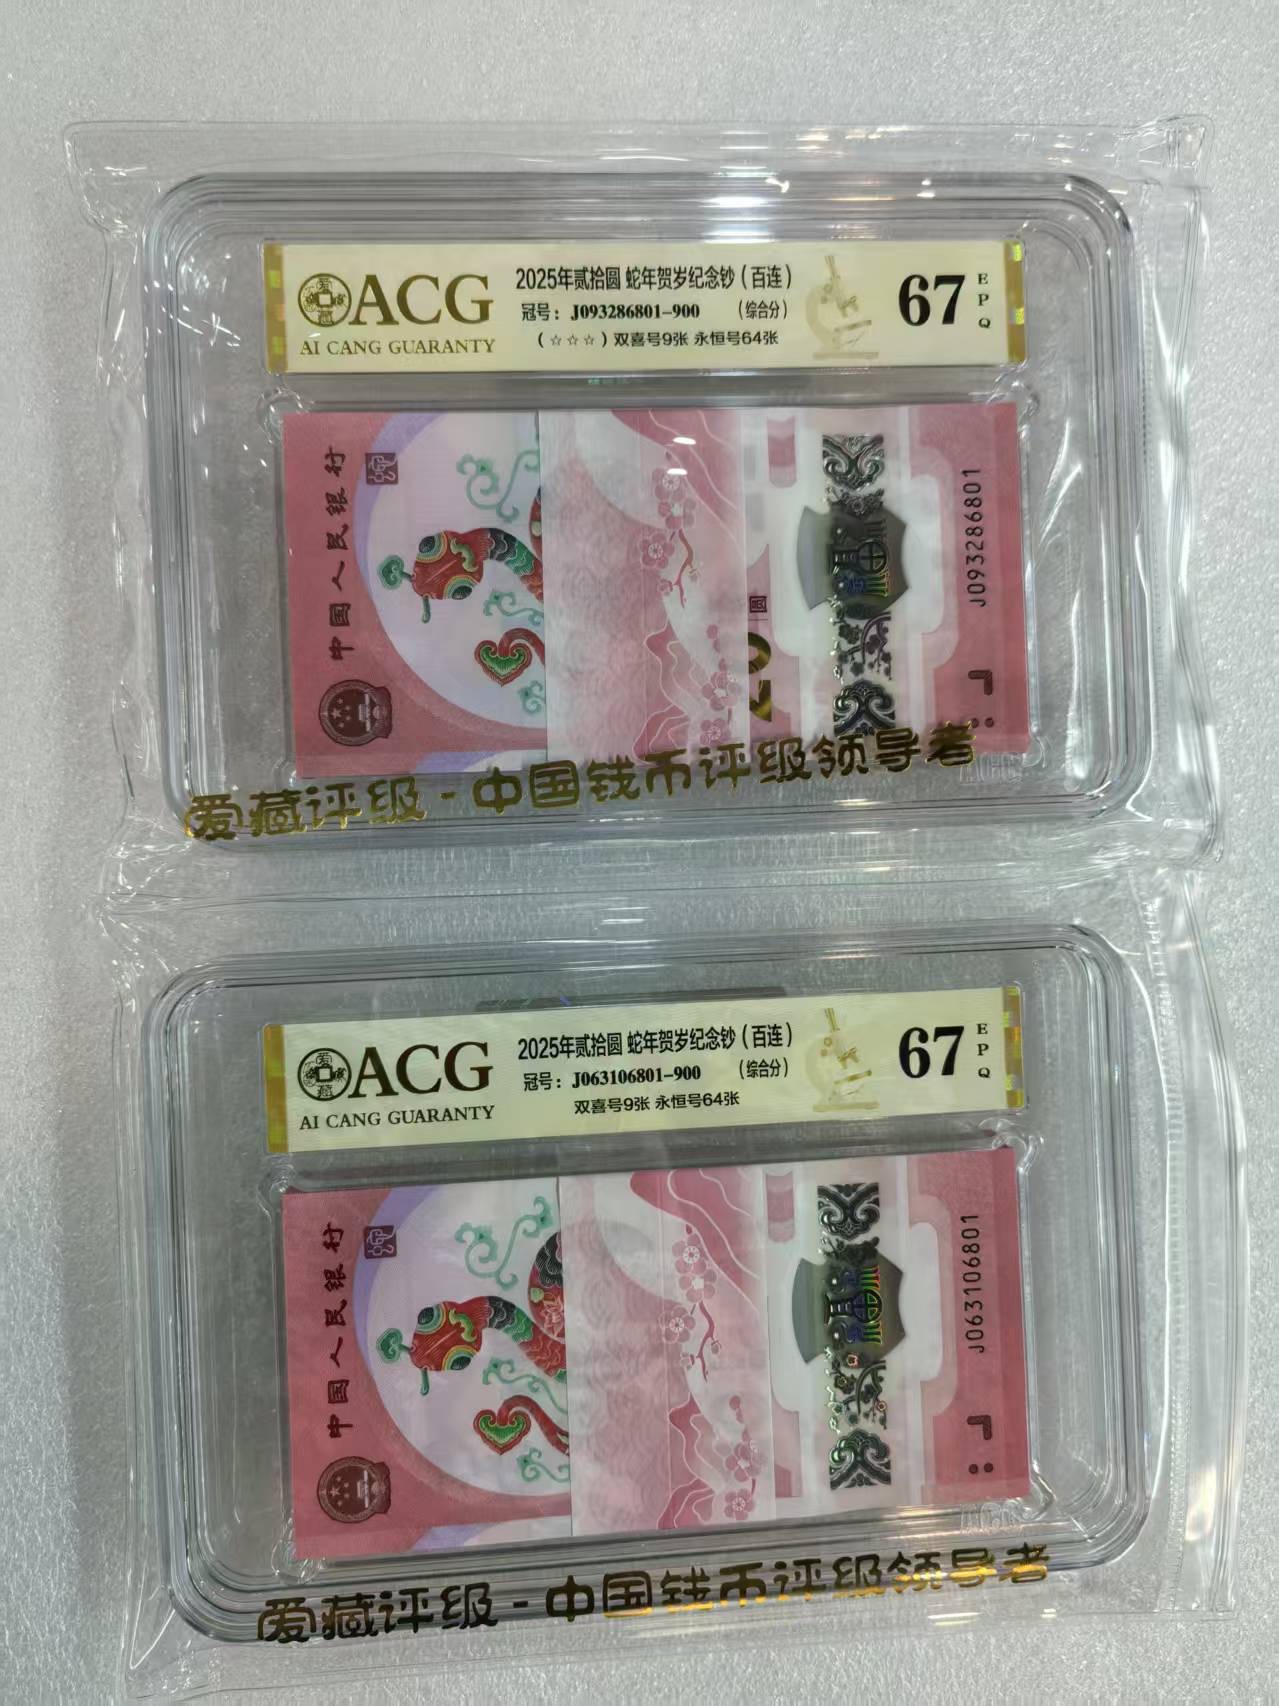 ACG
AI CANG GUARANTY
2025年贰拾圆 蛇年贺岁纪念钞(百连)
冠号: J093286801-900 (综合分)
(☆☆☆)双喜号9张 永恒号64张
67
EPQ
中国人民银行
圆
J093286801
爱藏评级-中国钱币评级领导者
ACG
AI CANG GUARANTY
2025年贰拾圆 蛇年贺岁纪念钞(百连)
冠号: J063106801-900 (综合分)
双喜号9张 永恒号64张
67
EPQ
中国人民银行
J063106801
爱藏评级-中国钱币评级领导者